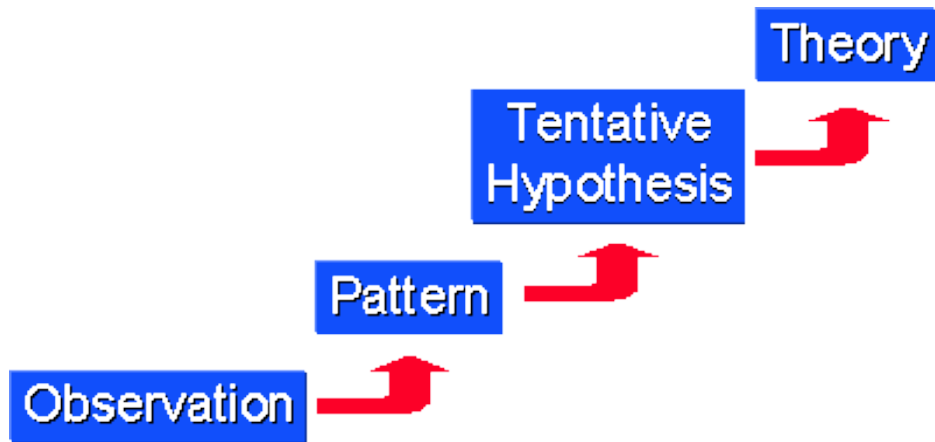 Theory
Tentative
Hypothesis
Pattern
Observation